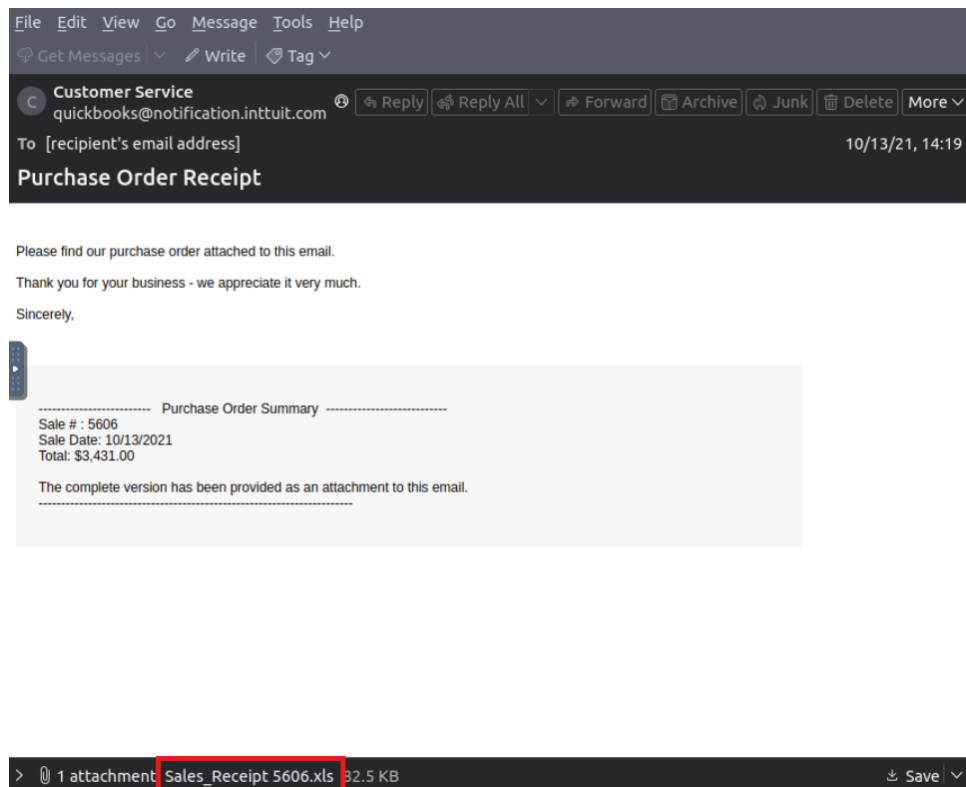 File Edit View Go Message Tools Help
Get Messages Write Tag
C
Customer Service
quickbooks@notification.inttuit.com
Reply Reply All Forward Archive Junk Delete More
To [recipient's email address] 10/13/21, 14:19
Purchase Order Receipt
Please find our purchase order attached to this email.
Thank you for your business - we appreciate it very much.
Sincerely,
------------------------- Purchase Order Summary ---------------------------
Sale # : 5606
Sale Date: 10/13/2021
Total: $3,431.00
The complete version has been provided as an attachment to this email.
----------------------------------------------------------------------
1 attachment Sales_Receipt 5606.xls 32.5 KB Save